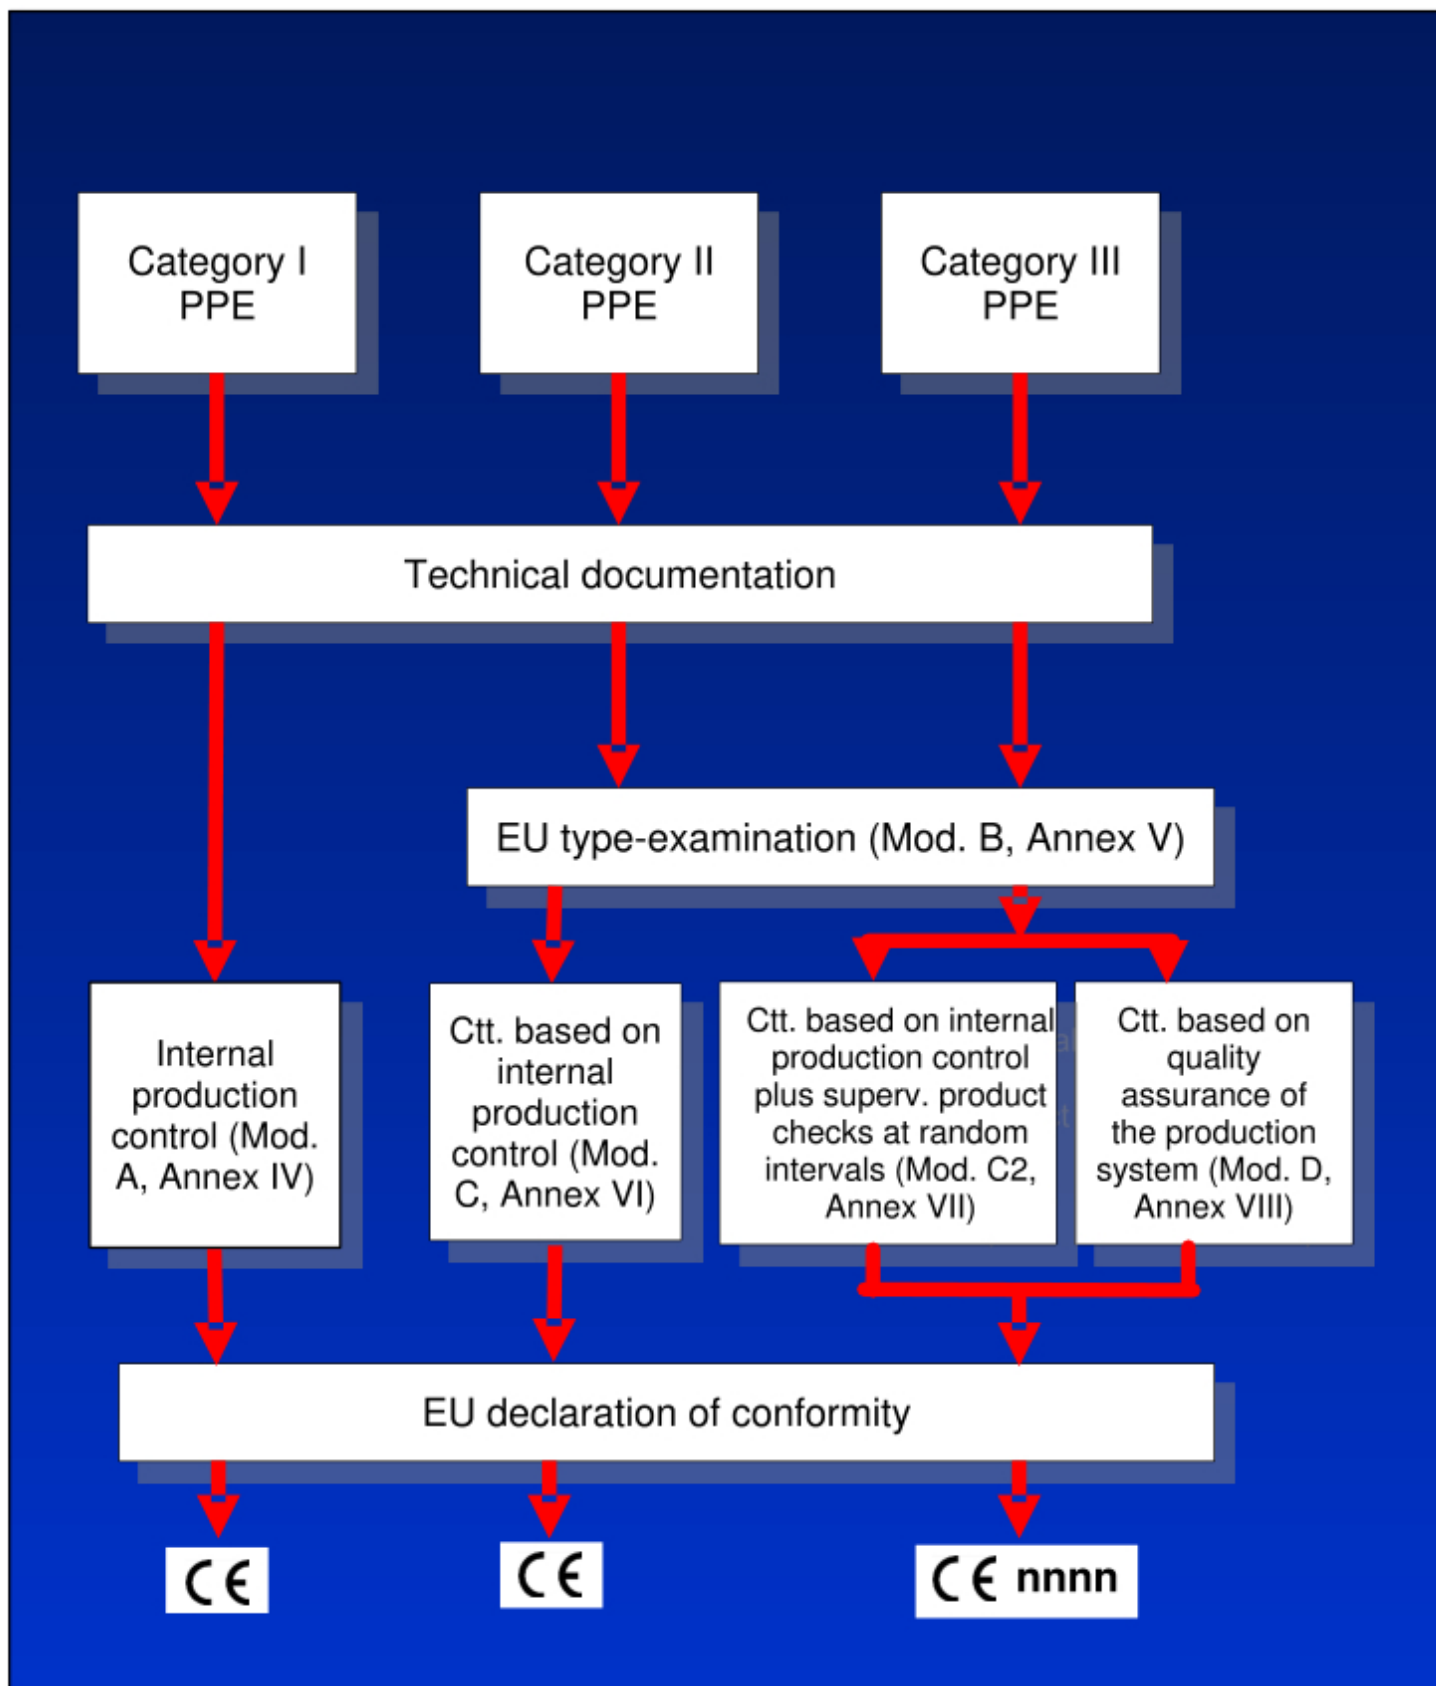 Category I
PPE
Category II
PPE
Category III
PPE
Technical documentation
EU type-examination (Mod. B, Annex V)
Internal
production
control (Mod.
A, Annex IV)
Ctt. based on
internal
production
control (Mod.
C, Annex VI)
Ctt. based on internal
production control
plus superv. product
checks at random
intervals (Mod. C2,
Annex VII)
Ctt. based on
quality
assurance of
the production
system (Mod. D,
Annex VIII)
EU declaration of conformity
CE
CE
CE nnnn